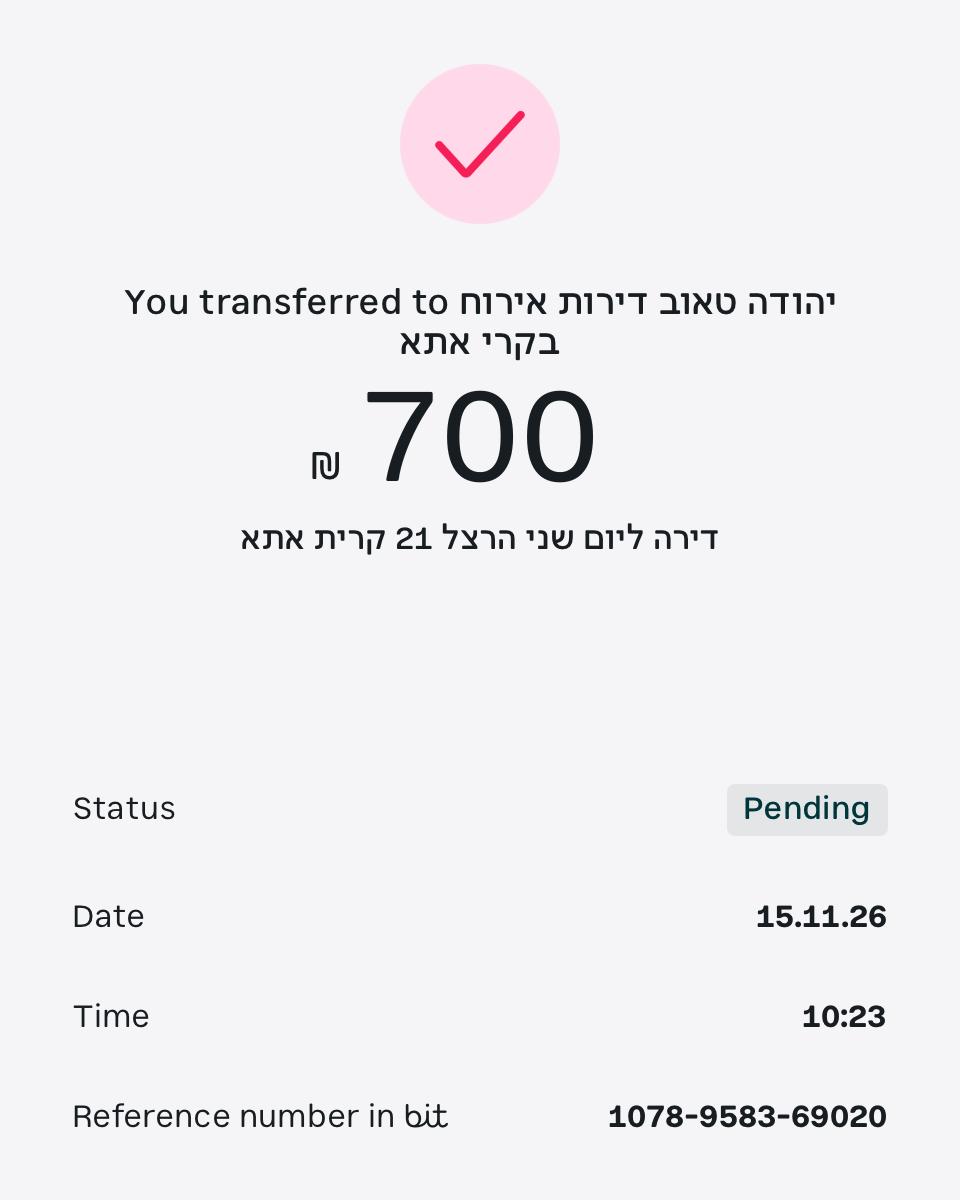 You transferred to יהודה טאוב דירות אירוח
בקרי אתא
₪ 700
דירה ליום שני הרצל 21 קרית אתא
Status Pending
Date 15.11.26
Time 10:23
Reference number in bit 1078-9583-69020